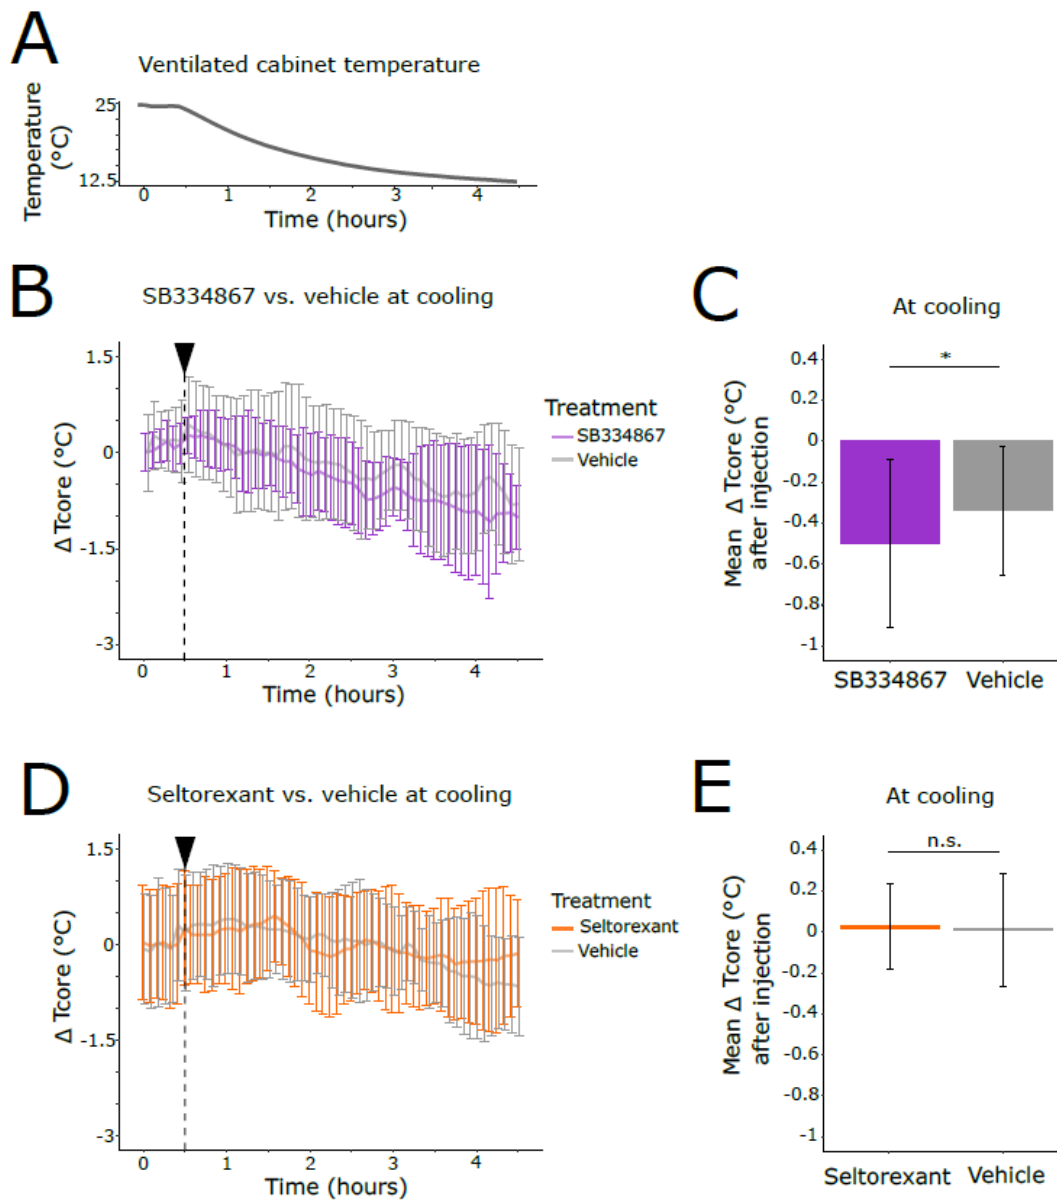 A
Ventilated cabinet temperature
Temperature
(°C)
25
12.5
0 1 2 3 4
Time (hours)
B
SB334867 vs. vehicle at cooling
Δ Tcore (°C)
1.5
0
-1.5
-3
0 1 2 3 4
Time (hours)
Treatment
SB334867
Vehicle
C
At cooling
Mean Δ Tcore (°C)
after injection
0.4
0.2
0
-0.2
-0.4
-0.6
-0.8
-1
*
SB334867 Vehicle
D
Seltorexant vs. vehicle at cooling
Δ Tcore (°C)
1.5
0
-1.5
-3
0 1 2 3 4
Time (hours)
Treatment
Seltorexant
Vehicle
E
At cooling
Mean Δ Tcore (°C)
after injection
0.4
0.2
0
-0.2
-0.4
-0.6
-0.8
-1
n.s.
Seltorexant Vehicle